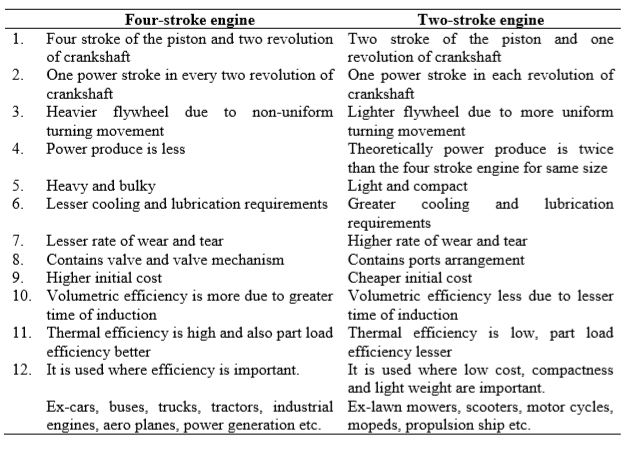 Four-stroke engine Two-stroke engine
1. Four stroke of the piston and two revolution Two stroke of the piston and one
of crankshaft revolution of crankshaft
2. One power stroke in every two revolution of One power stroke in each revolution of
crankshaft crankshaft
3. Heavier flywheel due to non-uniform Lighter flywheel due to more uniform
turning movement turning movement
4. Power produce is less Theoretically power produce is twice
than the four stroke engine for same size
5. Heavy and bulky Light and compact
6. Lesser cooling and lubrication requirements Greater cooling and lubrication
requirements
7. Lesser rate of wear and tear Higher rate of wear and tear
8. Contains valve and valve mechanism Contains ports arrangement
9. Higher initial cost Cheaper initial cost
10. Volumetric efficiency is more due to greater Volumetric efficiency less due to lesser
time of induction time of induction
11. Thermal efficiency is high and also part load Thermal efficiency is low, part load
efficiency better efficiency lesser
12. It is used where efficiency is important. It is used where low cost, compactness
and light weight are important.
Ex-cars, buses, trucks, tractors, industrial Ex-lawn mowers, scooters, motor cycles,
engines, aero planes, power generation etc. mopeds, propulsion ship etc.